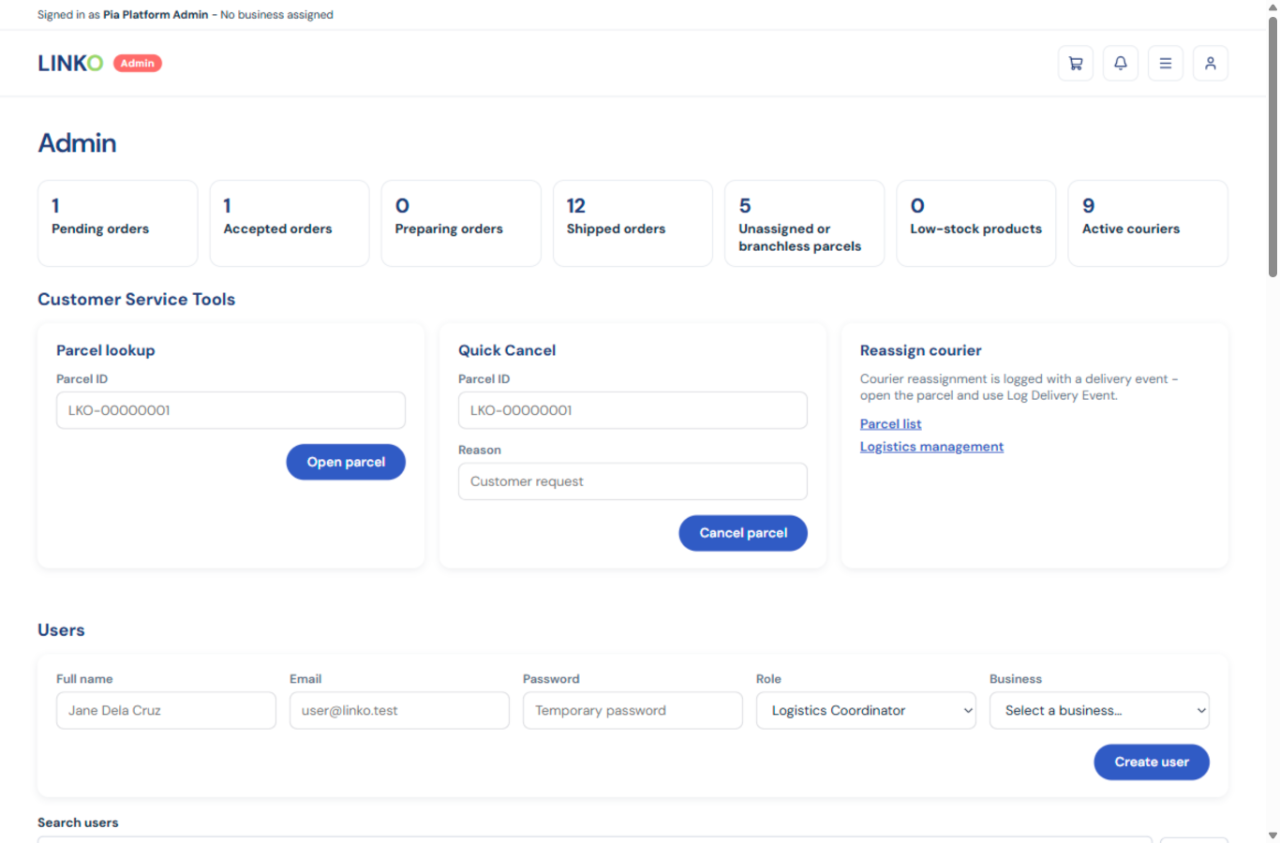 Signed in as Pia Platform Admin - No business assigned
LINKO Admin
Admin
1
Pending orders
1
Accepted orders
0
Preparing orders
12
Shipped orders
5
Unassigned or
branchless parcels
0
Low-stock products
9
Active couriers
Customer Service Tools
Parcel lookup
Parcel ID
LKO-00000001
Open parcel
Quick Cancel
Parcel ID
LKO-00000001
Reason
Customer request
Cancel parcel
Reassign courier
Courier reassignment is logged with a delivery event -
open the parcel and use Log Delivery Event.
Parcel list
Logistics management
Users
Full name
Jane Dela Cruz
Email
user@linko.test
Password
Temporary password
Role
Logistics Coordinator
Business
Select a business...
Create user
Search users